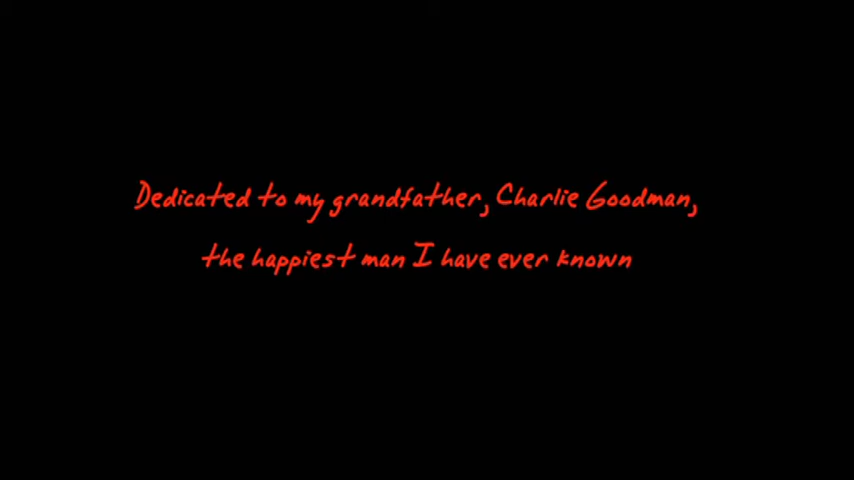 Dedicated to my grandfather, Charlie Goodman,
the happiest man I have ever known